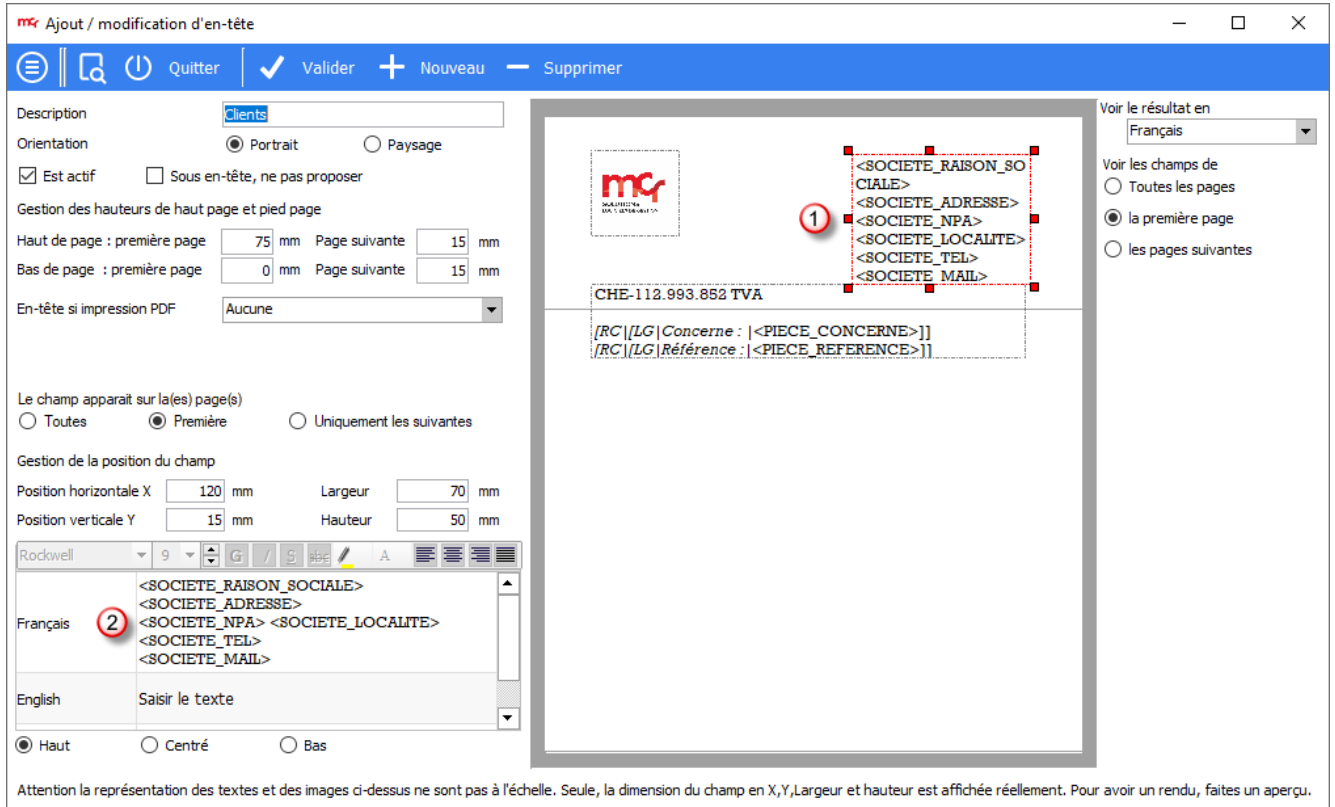 mcr Ajout / modification d'en-tête
Quitter Valider Nouveau Supprimer
Description Clients
Orientation Portrait Paysage
Est actif Sous en-tête, ne pas proposer
Gestion des hauteurs de haut page et pied page
Haut de page : première page 75 mm Page suivante 15 mm
Bas de page : première page 0 mm Page suivante 15 mm
En-tête si impression PDF Aucune
Le champ apparait sur la(es) page(s)
Toutes Première Uniquement les suivantes
Gestion de la position du champ
Position horizontale X 120 mm Largeur 70 mm
Position verticale Y 15 mm Hauteur 50 mm
Rockwell 9 G / S abc A
Français 2
<SOCIETE_RAISON_SOCIALE>
<SOCIETE_ADRESSE>
<SOCIETE_NPA> <SOCIETE_LOCALITE>
<SOCIETE_TEL>
<SOCIETE_MAIL>
English Saisir le texte
Haut Centré Bas
mcr
SOLUTIONS
1
<SOCIETE_RAISON_SO
CIALE>
<SOCIETE_ADRESSE>
<SOCIETE_NPA>
<SOCIETE_LOCALITE>
<SOCIETE_TEL>
<SOCIETE_MAIL>
CHE-112.993.852 TVA
[RC|[LG|Concerne : |<PIECE_CONCERNE>]]
[RC|[LG|Référence :|<PIECE_REFERENCE>]]
Voir le résultat en
Français
Voir les champs de
Toutes les pages
la première page
les pages suivantes
Attention la représentation des textes et des images ci-dessus ne sont pas à l'échelle. Seule, la dimension du champ en X,Y,Largeur et hauteur est affichée réellement. Pour avoir un rendu, faites un aperçu.